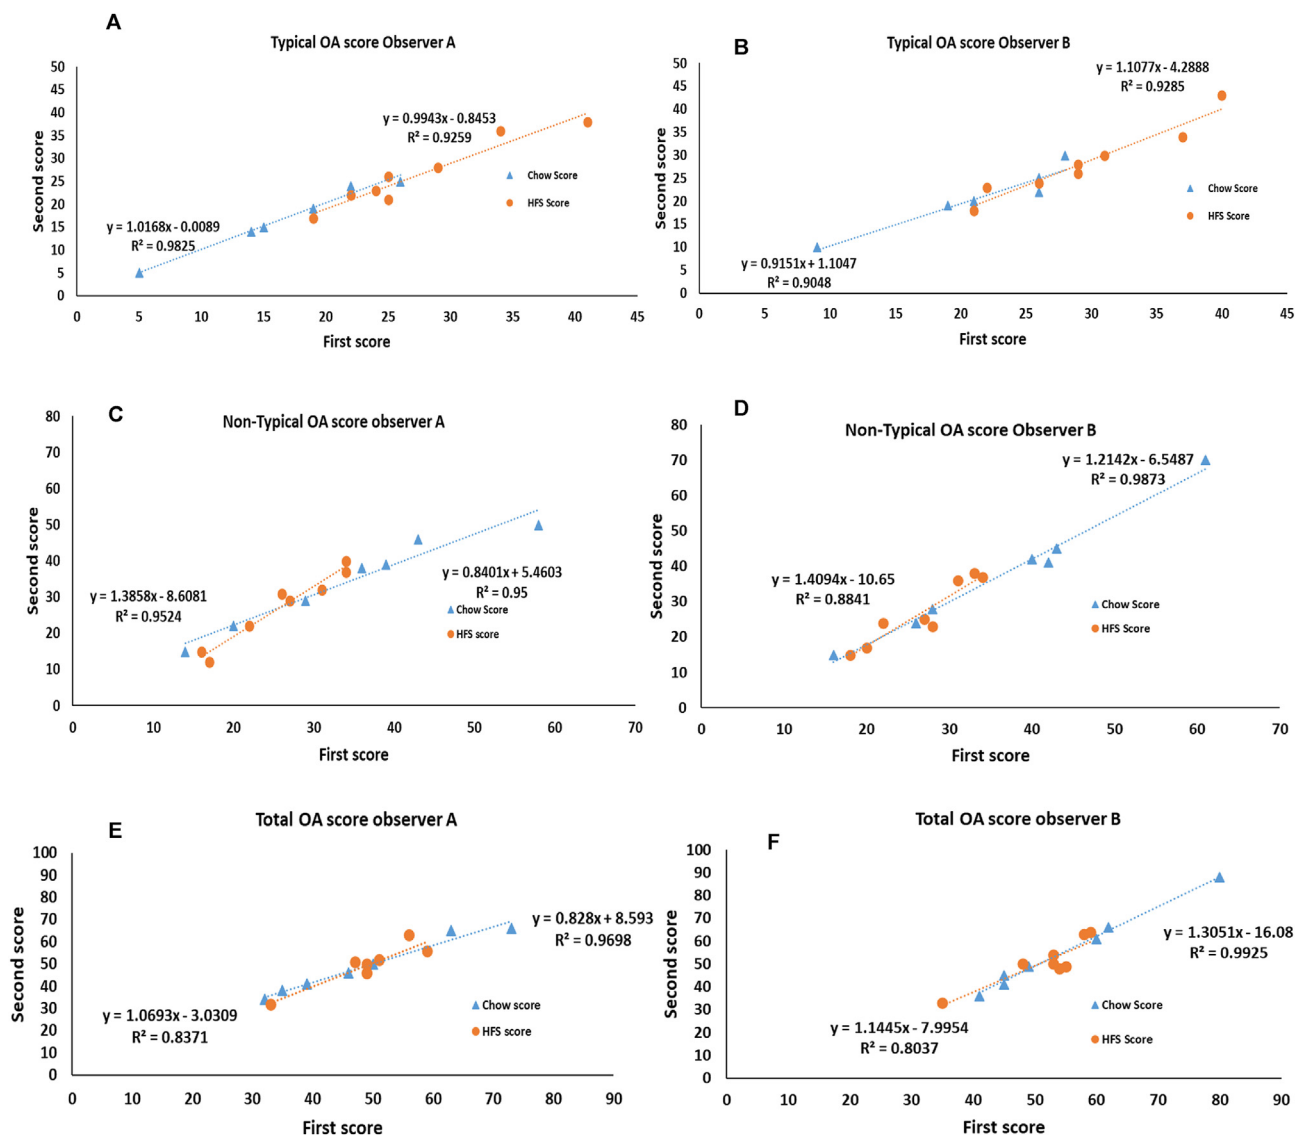 A
Typical OA score Observer A
50
45
40
35
30
25
20
15
10
5
0
Second score
y = 0.9943x - 0.8453
R² = 0.9259
y = 1.0168x - 0.0089
R² = 0.9825
Chow Score
HFS Score
0 5 10 15 20 25 30 35 40 45
First score
B
Typical OA score Observer B
50
45
40
35
30
25
20
15
10
5
0
Second score
y = 1.1077x - 4.2888
R² = 0.9285
y = 0.9151x + 1.1047
R² = 0.9048
Chow Score
HFS Score
0 5 10 15 20 25 30 35 40 45
First score
C
Non-Typical OA score observer A
80
70
60
50
40
30
20
10
0
Second score
y = 1.3858x - 8.6081
R² = 0.9524
y = 0.8401x + 5.4603
R² = 0.95
Chow Score
HFS score
0 10 20 30 40 50 60 70
First score
D
Non-Typical OA score Observer B
80
70
60
50
40
30
20
10
0
Second score
y = 1.2142x - 6.5487
R² = 0.9873
y = 1.4094x - 10.65
R² = 0.8841
Chow Score
HFS Score
0 10 20 30 40 50 60 70
First score
E
Total OA score observer A
100
90
80
70
60
50
40
30
20
10
0
Second score
y = 0.828x + 8.593
R² = 0.9698
y = 1.0693x - 3.0309
R² = 0.8371
Chow score
HFS score
0 10 20 30 40 50 60 70 80 90
First score
F
Total OA score observer B
100
90
80
70
60
50
40
30
20
10
0
Second score
y = 1.3051x - 16.08
R² = 0.9925
y = 1.1445x - 7.9954
R² = 0.8037
Chow Score
HFS Score
0 10 20 30 40 50 60 70 80 90
First score